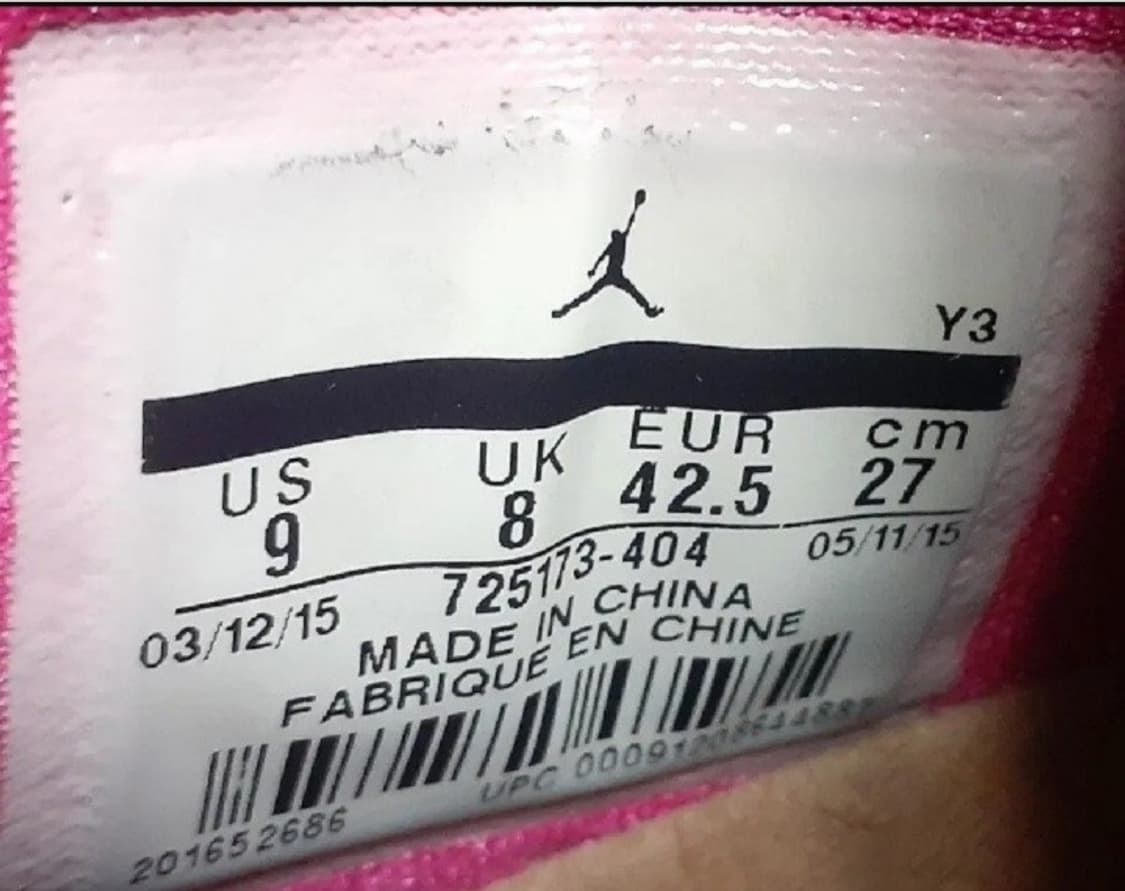 Y3
US UK EUR cm
9 8 42.5 27
03/12/15 725173-404 05/11/15
MADE IN CHINA
FABRIQUE EN CHINE
UPC
201652686